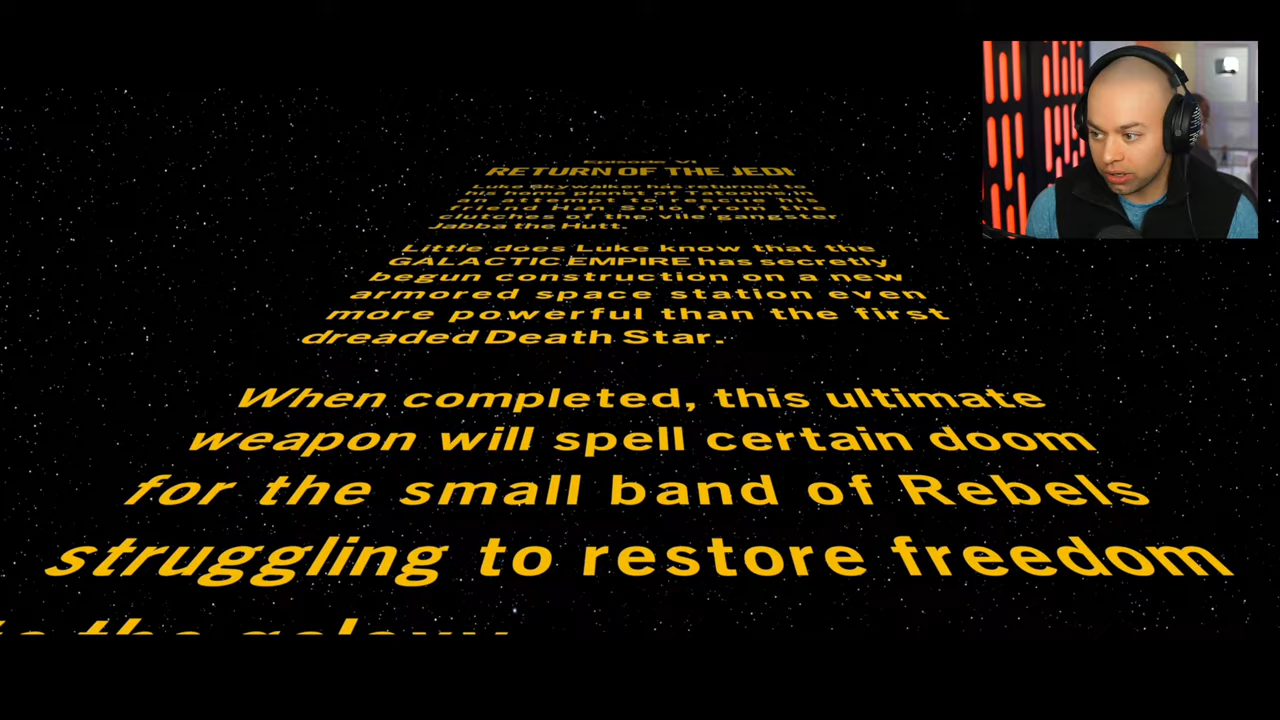 Episode VI
RETURN OF THE JEDI
Luke Skywalker has returned to
his home planet of Tatooine in
an attempt to rescue his
friend Han Solo from the
clutches of the vile gangster
Jabba the Hutt.
Little does Luke know that the
GALACTIC EMPIRE has secretly
begun construction on a new
armored space station even
more powerful than the first
dreaded Death Star.
When completed, this ultimate
weapon will spell certain doom
for the small band of Rebels
struggling to restore freedom
to the galaxy